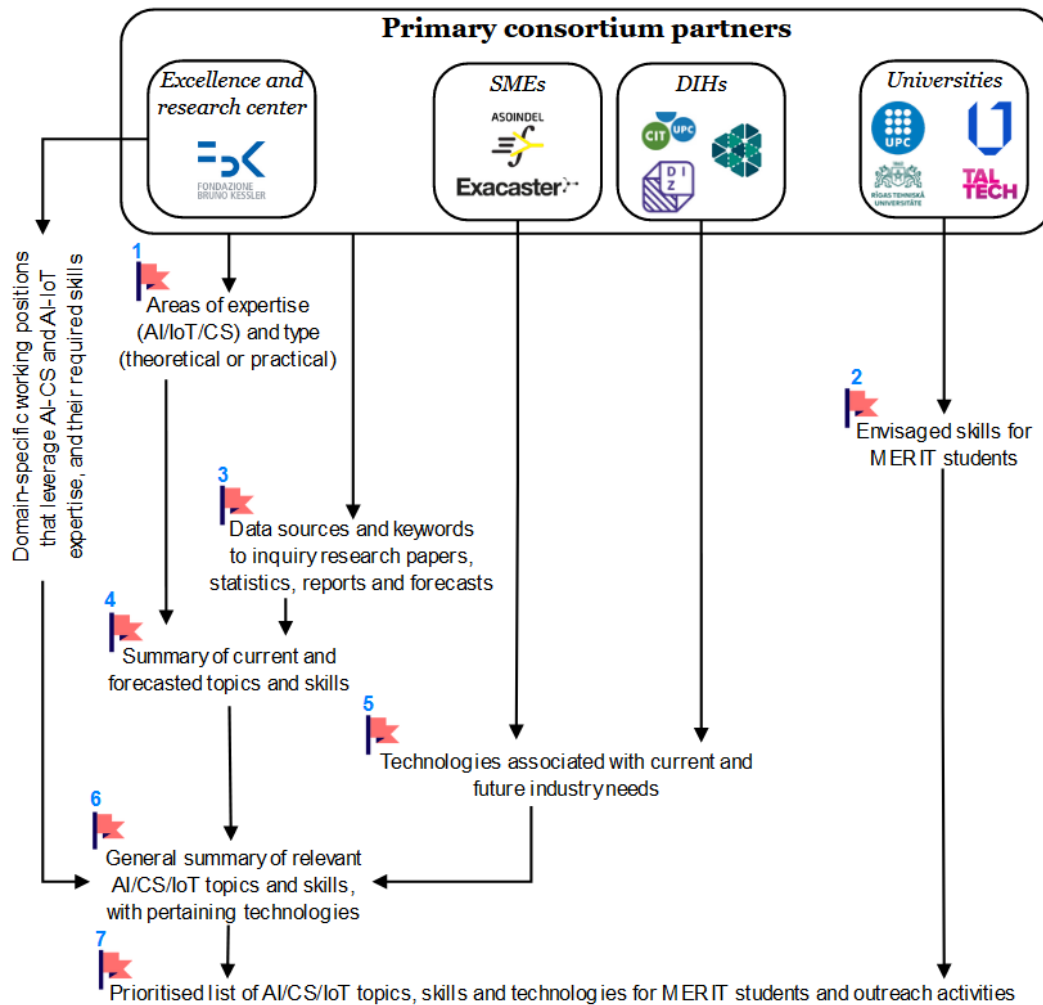 Primary consortium partners
Excellence and
research center
FBK
FONDAZIONE
BRUNO KESSLER
SMEs
ASOINDEL
Exacaster
DIHs
CIT
UPC
D I
Z
Universities
UPC
1862
RĪGAS TEHNISKĀ
UNIVERSITĀTE
TAL
TECH
Domain-specific working positions
that leverage AI-CS and AI-IoT
expertise, and their required skills
1
Areas of expertise
(AI/IoT/CS) and type
(theoretical or practical)
2
Envisaged skills for
MERIT students
3
Data sources and keywords
to inquiry research papers,
statistics, reports and forecasts
4
Summary of current and
forecasted topics and skills
5
Technologies associated with current and
future industry needs
6
General summary of relevant
AI/CS/IoT topics and skills,
with pertaining technologies
7
Prioritised list of AI/CS/IoT topics, skills and technologies for MERIT students and outreach activities